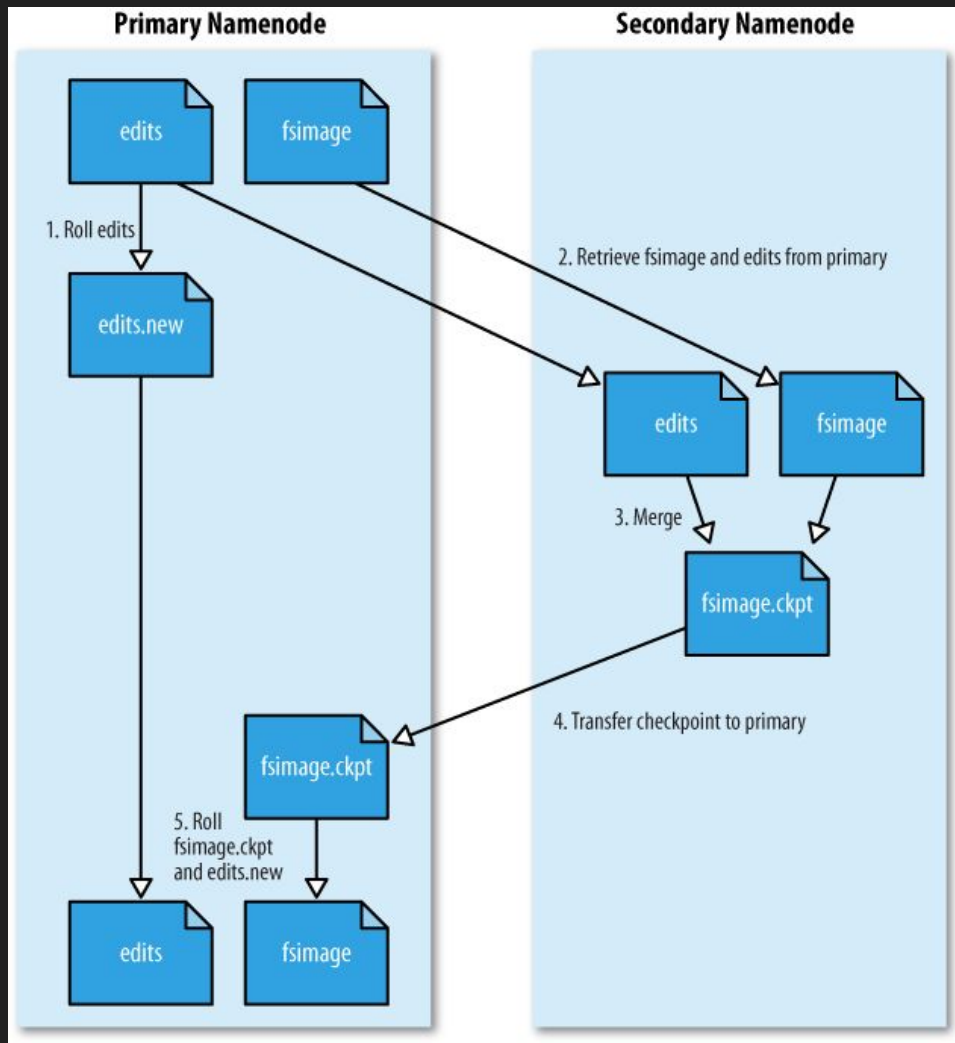 Primary Namenode
Secondary Namenode
edits
fsimage
1. Roll edits
2. Retrieve fsimage and edits from primary
edits.new
edits
fsimage
3. Merge
fsimage.ckpt
4. Transfer checkpoint to primary
fsimage.ckpt
5. Roll
fsimage.ckpt
and edits.new
edits
fsimage